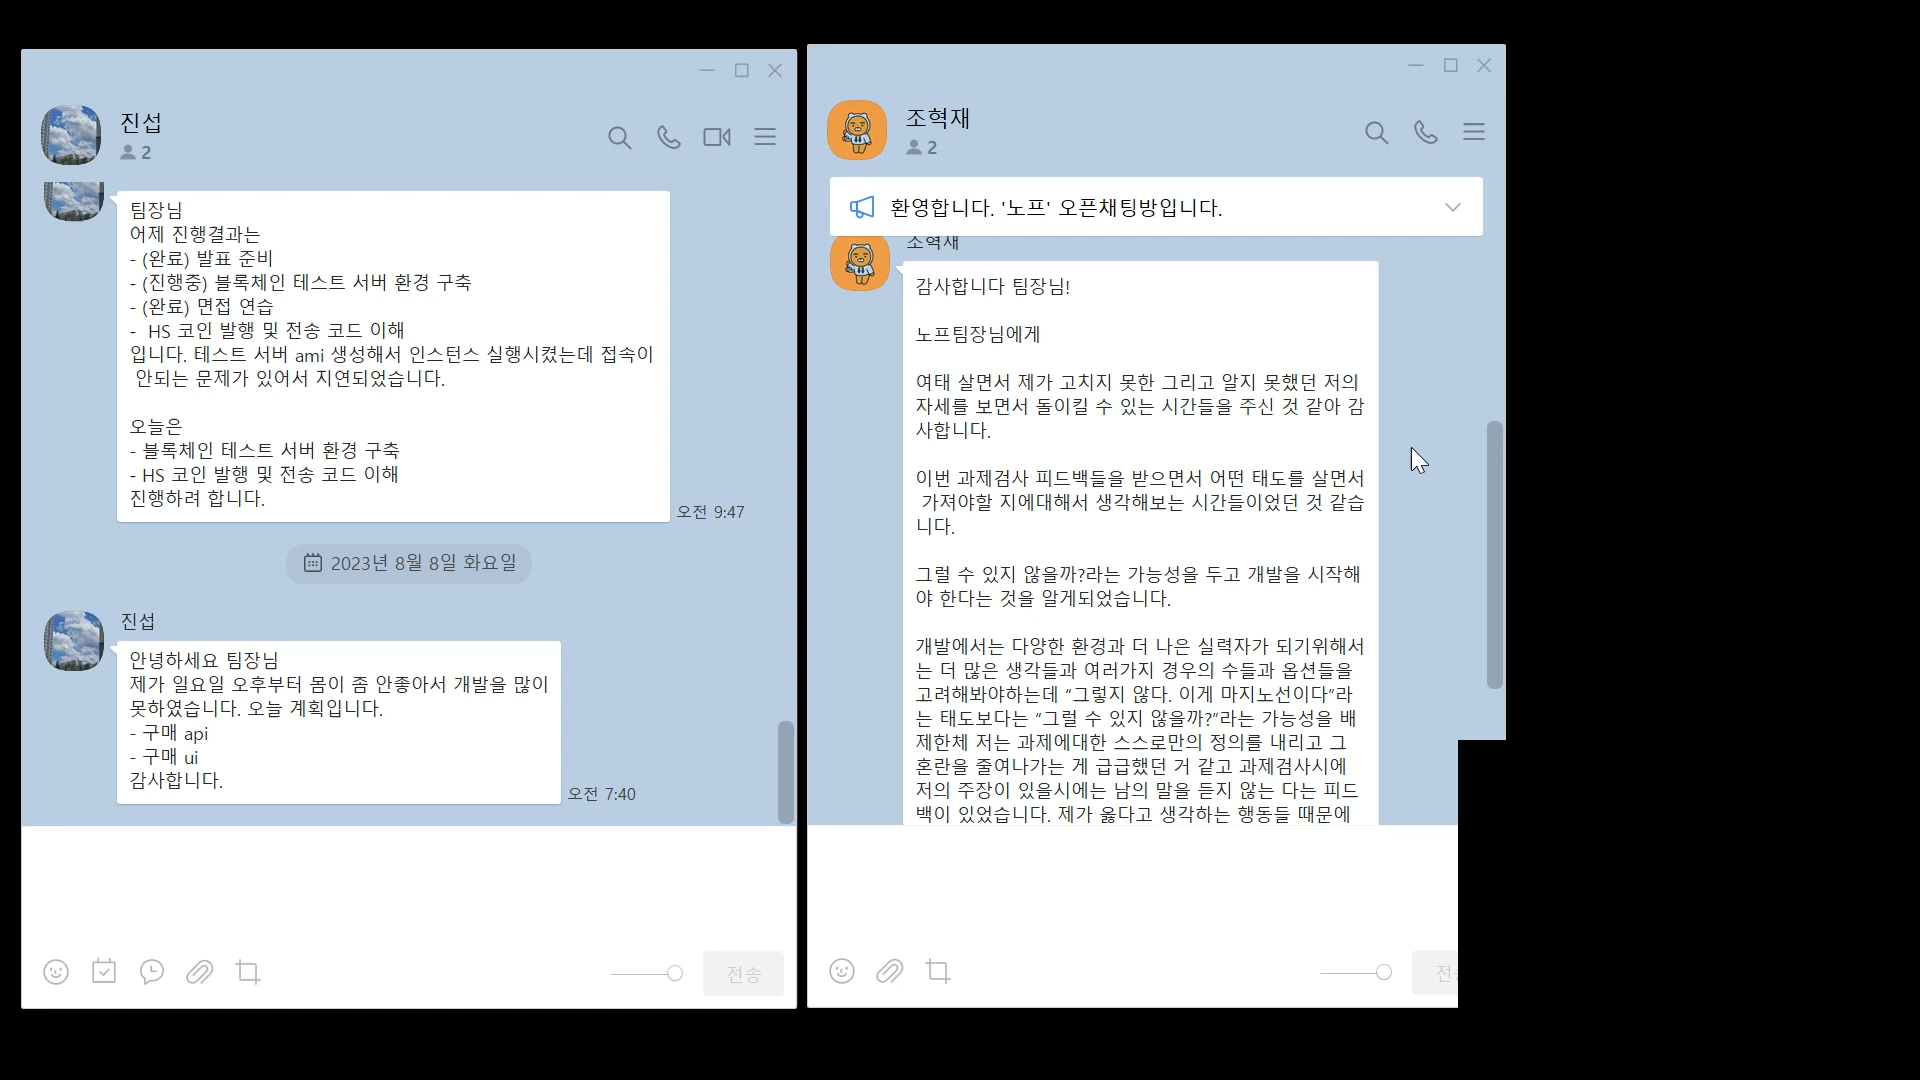 진섭
2
팀장님
어제 진행결과는
- (완료) 발표 준비
- (진행중) 블록체인 테스트 서버 환경 구축
- (완료) 면접 연습
- HS 코인 발행 및 전송 코드 이해
입니다. 테스트 서버 ami 생성해서 인스턴스 실행시켰는데 접속이
안되는 문제가 있어서 지연되었습니다.
오늘은
- 블록체인 테스트 서버 환경 구축
- HS 코인 발행 및 전송 코드 이해
진행하려 합니다.
오전 9:47
2023년 8월 8일 화요일
진섭
안녕하세요 팀장님
제가 일요일 오후부터 몸이 좀 안좋아서 개발을 많이
못하였습니다. 오늘 계획입니다.
- 구매 api
- 구매 ui
감사합니다.
오전 7:40
전송
조혁재
2
환영합니다. '노프' 오픈채팅방입니다.
조혁재
감사합니다 팀장님!
노프팀장님에게
여태 살면서 제가 고치지 못한 그리고 알지 못했던 저의
자세를 보면서 돌이킬 수 있는 시간들을 주신 것 같아 감
사합니다.
이번 과제검사 피드백들을 받으면서 어떤 태도를 살면서
가져야할 지에대해서 생각해보는 시간들이었던 것 같습
니다.
그럴 수 있지 않을까?라는 가능성을 두고 개발을 시작해
야 한다는 것을 알게되었습니다.
개발에서는 다양한 환경과 더 나은 실력자가 되기위해서
는 더 많은 생각들과 여러가지 경우의 수들과 옵션들을
고려해봐야하는데 “그렇지 않다. 이게 마지노선이다”라
는 태도보다는 “그럴 수 있지 않을까?”라는 가능성을 배
제한체 저는 과제에대한 스스로만의 정의를 내리고 그
혼란을 줄여나가는 게 급급했던 거 같고 과제검사시에
저의 주장이 있을시에는 남의 말을 듣지 않는 다는 피드
백이 있었습니다. 제가 옳다고 생각하는 행동들 때문에